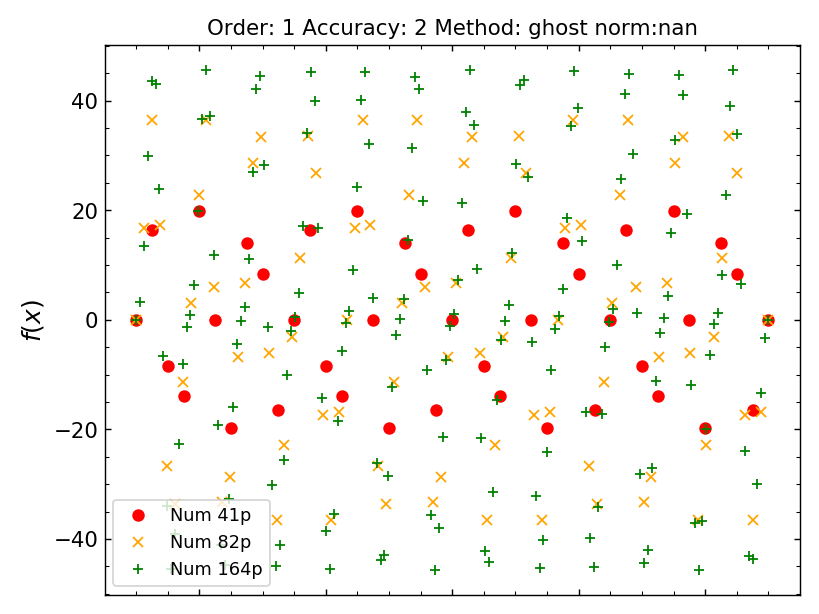 Order: 1 Accuracy: 2 Method: ghost norm:nan
40
20
0
−20
−40
f(x)
Num 41p
Num 82p
Num 164p